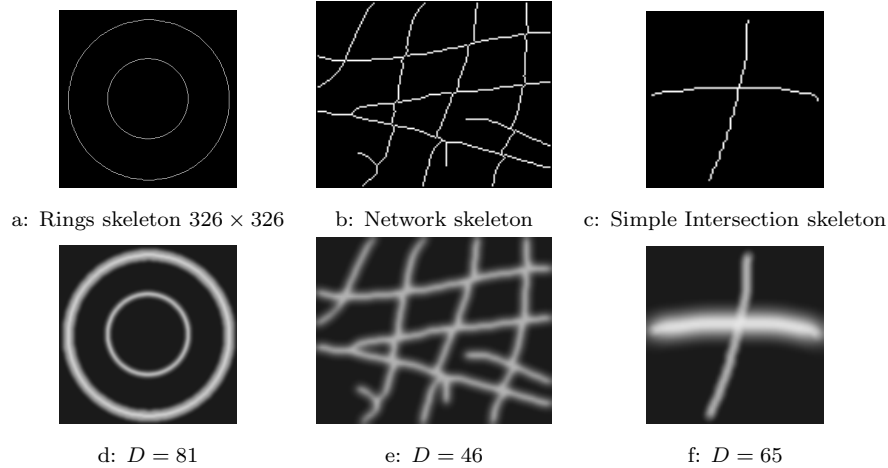 a: Rings skeleton 326 × 326
b: Network skeleton
c: Simple Intersection skeleton
d: D = 81
e: D = 46
f: D = 65